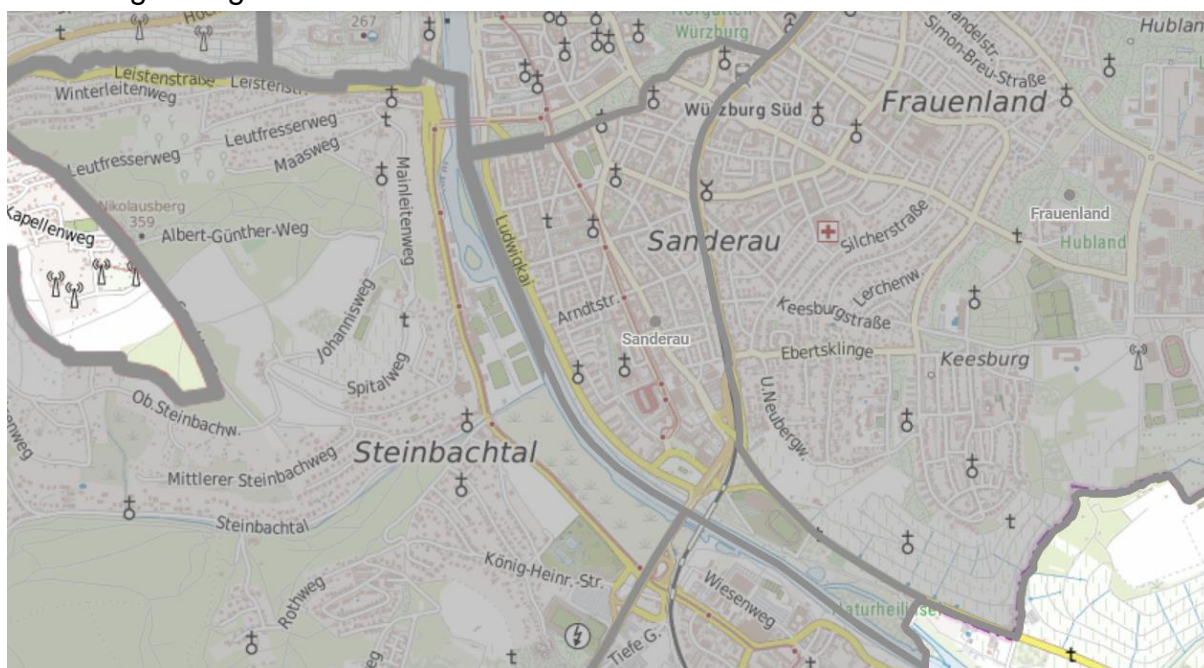 267
Würzburg
Simon-Breu-Straße
Leistenstraße
Winterleitenweg
Frauenland
Würzburg Süd
Leutfresserweg
Leutfresserweg
Maasweg
Mainleitenweg
Nikolausberg
359
Kapellenweg
Albert-Günther-Weg
Ludwigkai
Sanderau
Silcherstraße
Frauenland
Hubland
Lerchenw.
Keesburgstraße
Arndtstr.
Johannisweg
Sanderau
Ebertsklinge
Keesburg
Spitalweg
U.Neubergw.
Ob.Steinbachw.
Steinbachtal
Mittlerer Steinbachweg
Steinbachtal
König-Heinr.-Str.
Rothweg
Wiesenweg
Tiefe G.